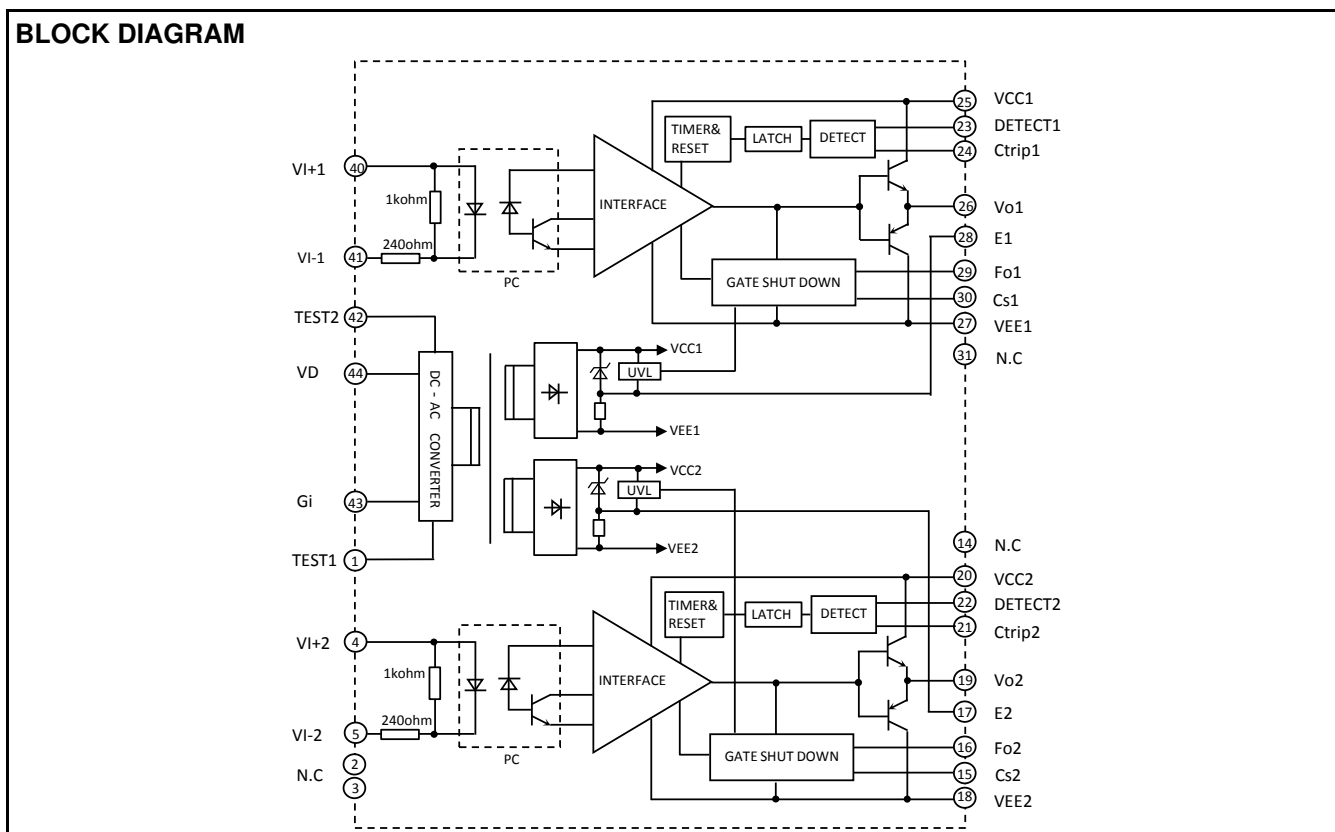 BLOCK DIAGRAM
VI+1
40
1kohm
240ohm
VI-1
41
PC
INTERFACE
TIMER&
RESET
LATCH
DETECT
GATE SHUT DOWN
25
VCC1
23
DETECT1
24
Ctrip1
26
Vo1
28
E1
29
Fo1
30
Cs1
27
VEE1
31
N.C
TEST2
42
VD
44
Gi
43
TEST1
1
DC - AC CONVERTER
VCC1
UVL
VEE1
VCC2
UVL
VEE2
VI+2
4
1kohm
240ohm
VI-2
5
N.C
2
3
PC
INTERFACE
TIMER&
RESET
LATCH
DETECT
GATE SHUT DOWN
14
N.C
20
VCC2
22
DETECT2
21
Ctrip2
19
Vo2
17
E2
16
Fo2
15
Cs2
18
VEE2